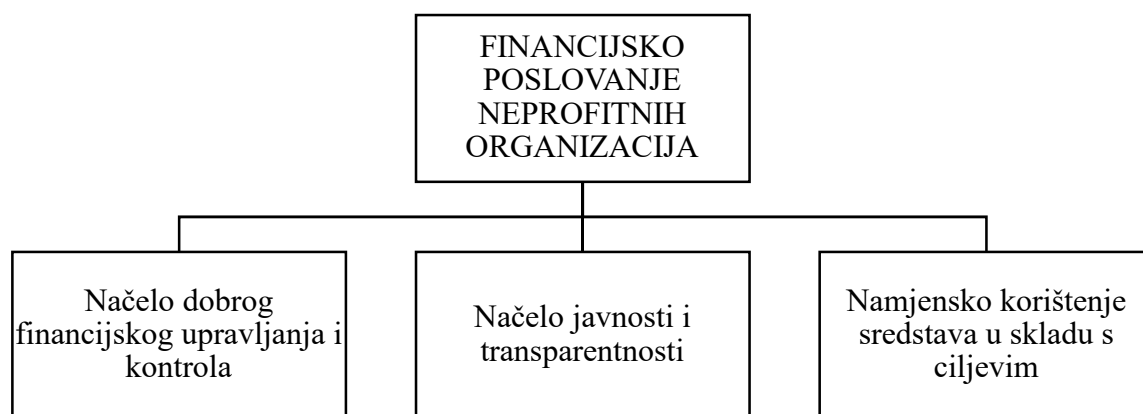 FINANCIJSKO
POSLOVANJE
NEPROFITNIH
ORGANIZACIJA
Načelo dobrog
financijskog upravljanja i
kontrola
Načelo javnosti i
transparentnosti
Namjensko korištenje
sredstava u skladu s
ciljevim